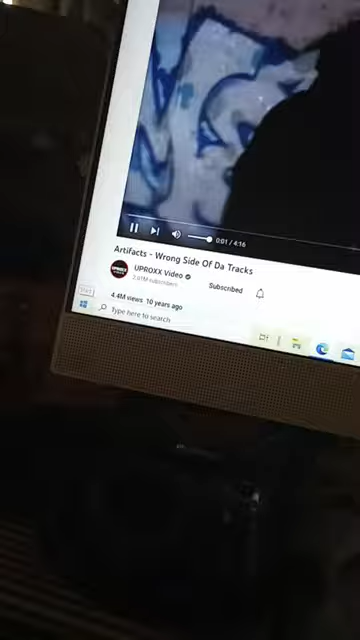 0:01 / 4:16
Artifacts - Wrong Side Of Da Tracks
UPROXX
UPROXX Video
Subscribed
4.4M views 10 years ago
Type here to search